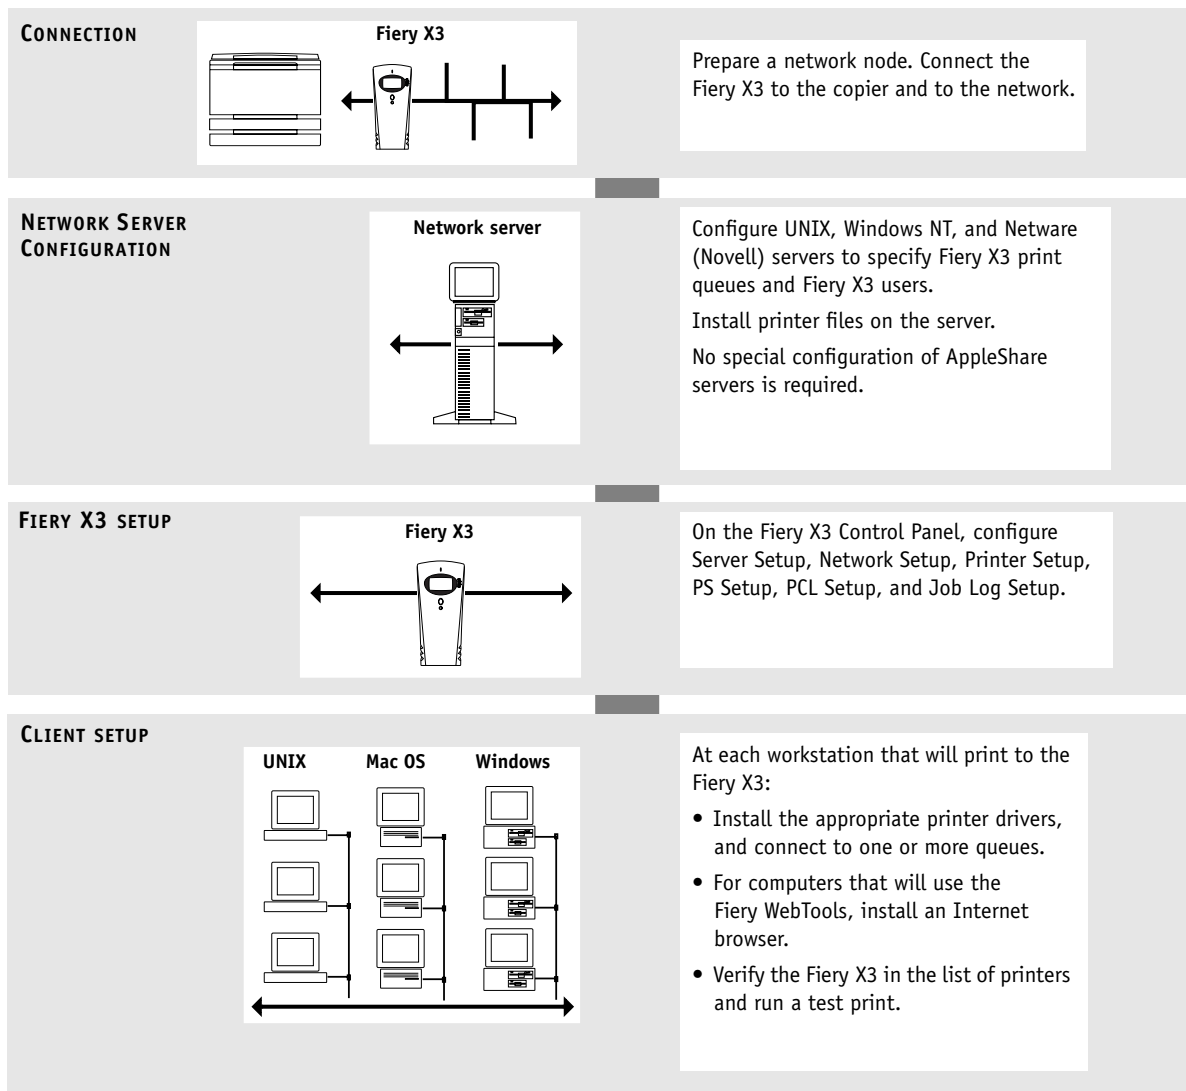 CONNECTION
Fiery X3
Prepare a network node. Connect the
Fiery X3 to the copier and to the network.
NETWORK SERVER
CONFIGURATION
Network server
Configure UNIX, Windows NT, and Netware
(Novell) servers to specify Fiery X3 print
queues and Fiery X3 users.
Install printer files on the server.
No special configuration of AppleShare
servers is required.
FIERY X3 SETUP
Fiery X3
On the Fiery X3 Control Panel, configure
Server Setup, Network Setup, Printer Setup,
PS Setup, PCL Setup, and Job Log Setup.
CLIENT SETUP
UNIX Mac OS Windows
At each workstation that will print to the
Fiery X3:
• Install the appropriate printer drivers,
and connect to one or more queues.
• For computers that will use the
Fiery WebTools, install an Internet
browser.
• Verify the Fiery X3 in the list of printers
and run a test print.